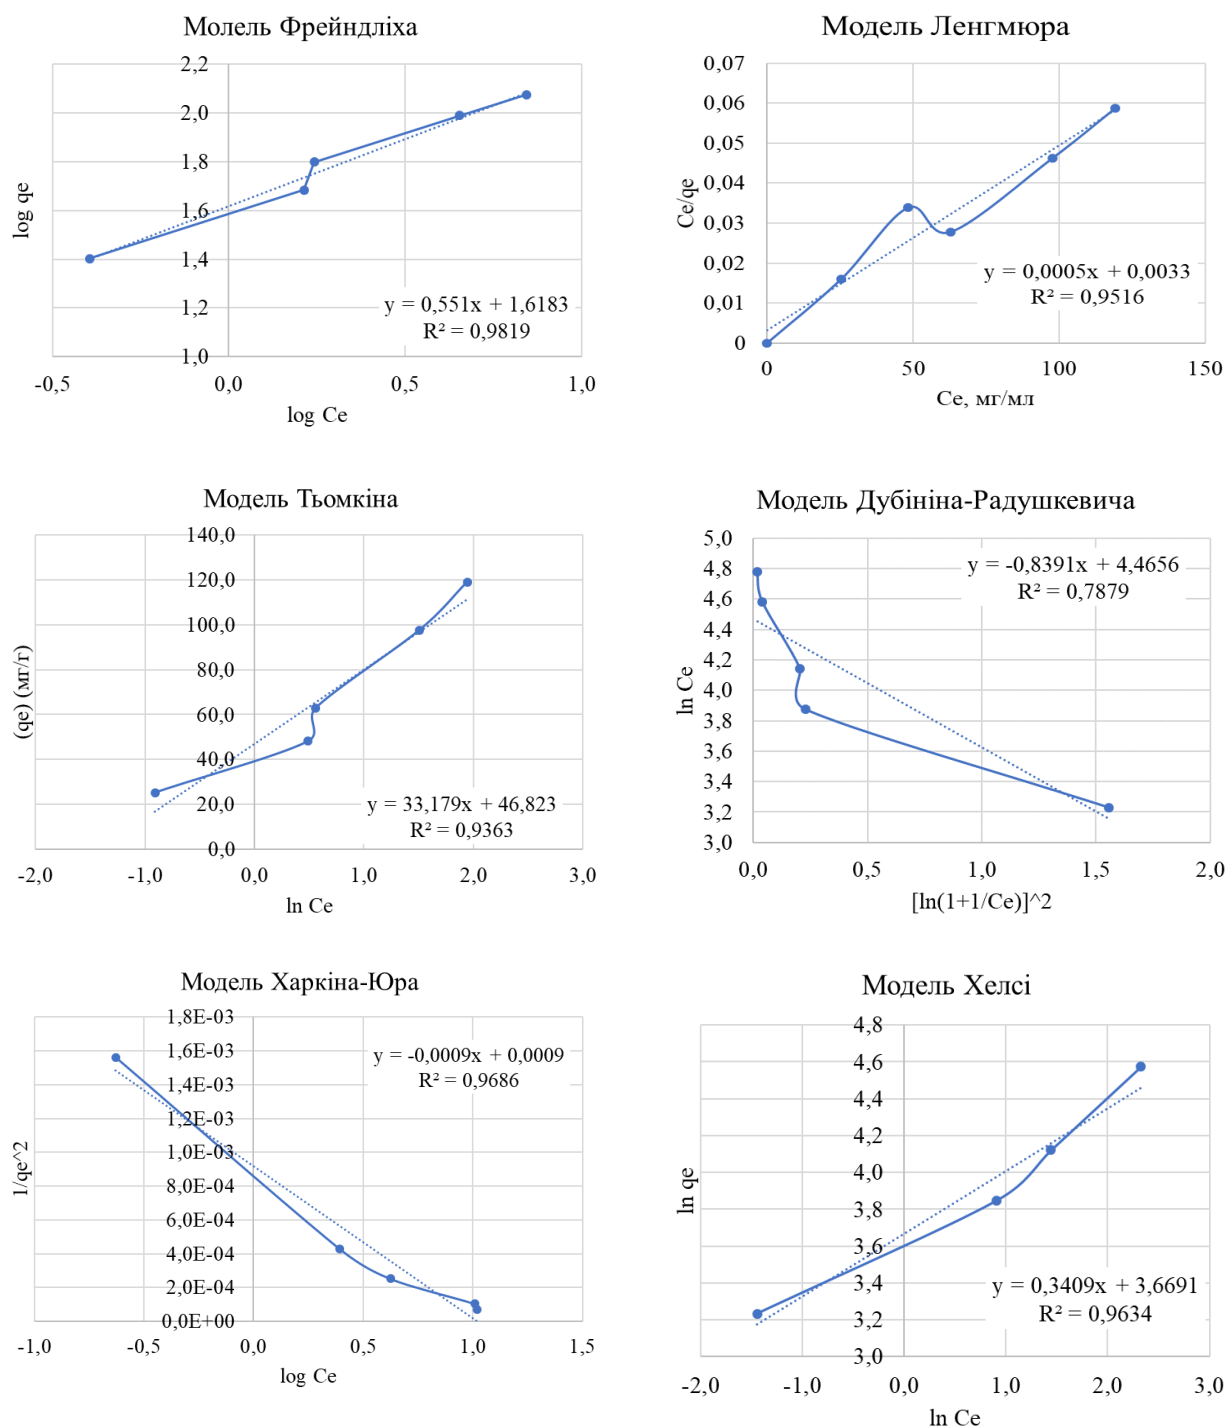 Молель Фрейндліха
2,2
2,0
1,8
1,6
1,4
1,2
1,0
log qe
y = 0,551x + 1,6183
R² = 0,9819
-0,5
0,0
0,5
1,0
log Ce
Модель Ленгмюра
0,07
0,06
0,05
0,04
0,03
0,02
0,01
0
Ce/qe
y = 0,0005x + 0,0033
R² = 0,9516
0
50
100
150
Ce, мг/мл
Модель Тьомкіна
140,0
120,0
100,0
80,0
60,0
40,0
20,0
0,0
(qe) (мг/г)
y = 33,179x + 46,823
R² = 0,9363
-2,0
-1,0
0,0
1,0
2,0
3,0
ln Ce
Модель Дубініна-Радушкевича
5,0
4,8
4,6
4,4
4,2
4,0
3,8
3,6
3,4
3,2
3,0
ln Ce
y = -0,8391x + 4,4656
R² = 0,7879
0,0
0,5
1,0
1,5
2,0
[ln(1+1/Ce)]^2
Модель Харкіна-Юра
1,8E-03
1,6E-03
1,4E-03
1,2E-03
1,0E-03
8,0E-04
6,0E-04
4,0E-04
2,0E-04
0,0E+00
1/qe^2
y = -0,0009x + 0,0009
R² = 0,9686
-1,0
-0,5
0,0
0,5
1,0
1,5
log Ce
Модель Хелсі
4,8
4,6
4,4
4,2
4,0
3,8
3,6
3,4
3,2
3,0
ln qe
y = 0,3409x + 3,6691
R² = 0,9634
-2,0
-1,0
0,0
1,0
2,0
3,0
ln Ce